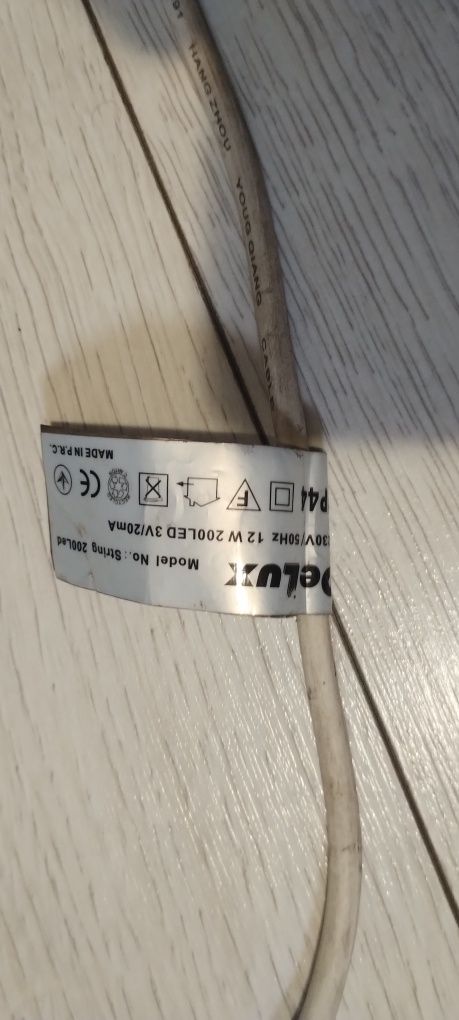 91 HANG ZHOU YOUG QIANG CABLE
DeLUX Model No.: String 200Led
230V/50Hz 12 W 200LED 3V/20mA
IP44 F CE
MADE IN P.R.C.